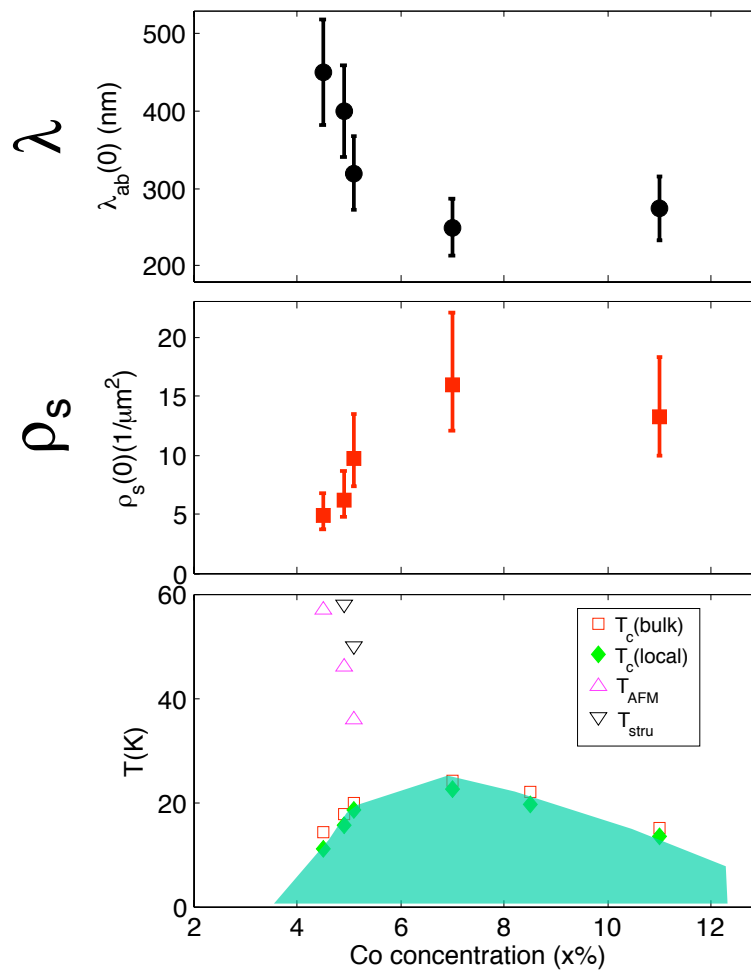 500
400
300
200
λ
λab(0) (nm)
20
15
10
5
0
ρs
ρs(0)(1/μm²)
60
40
20
0
T(K)
Tc(bulk)
Tc(local)
TAFM
Tstru
2 4 6 8 10 12
Co concentration (x%)